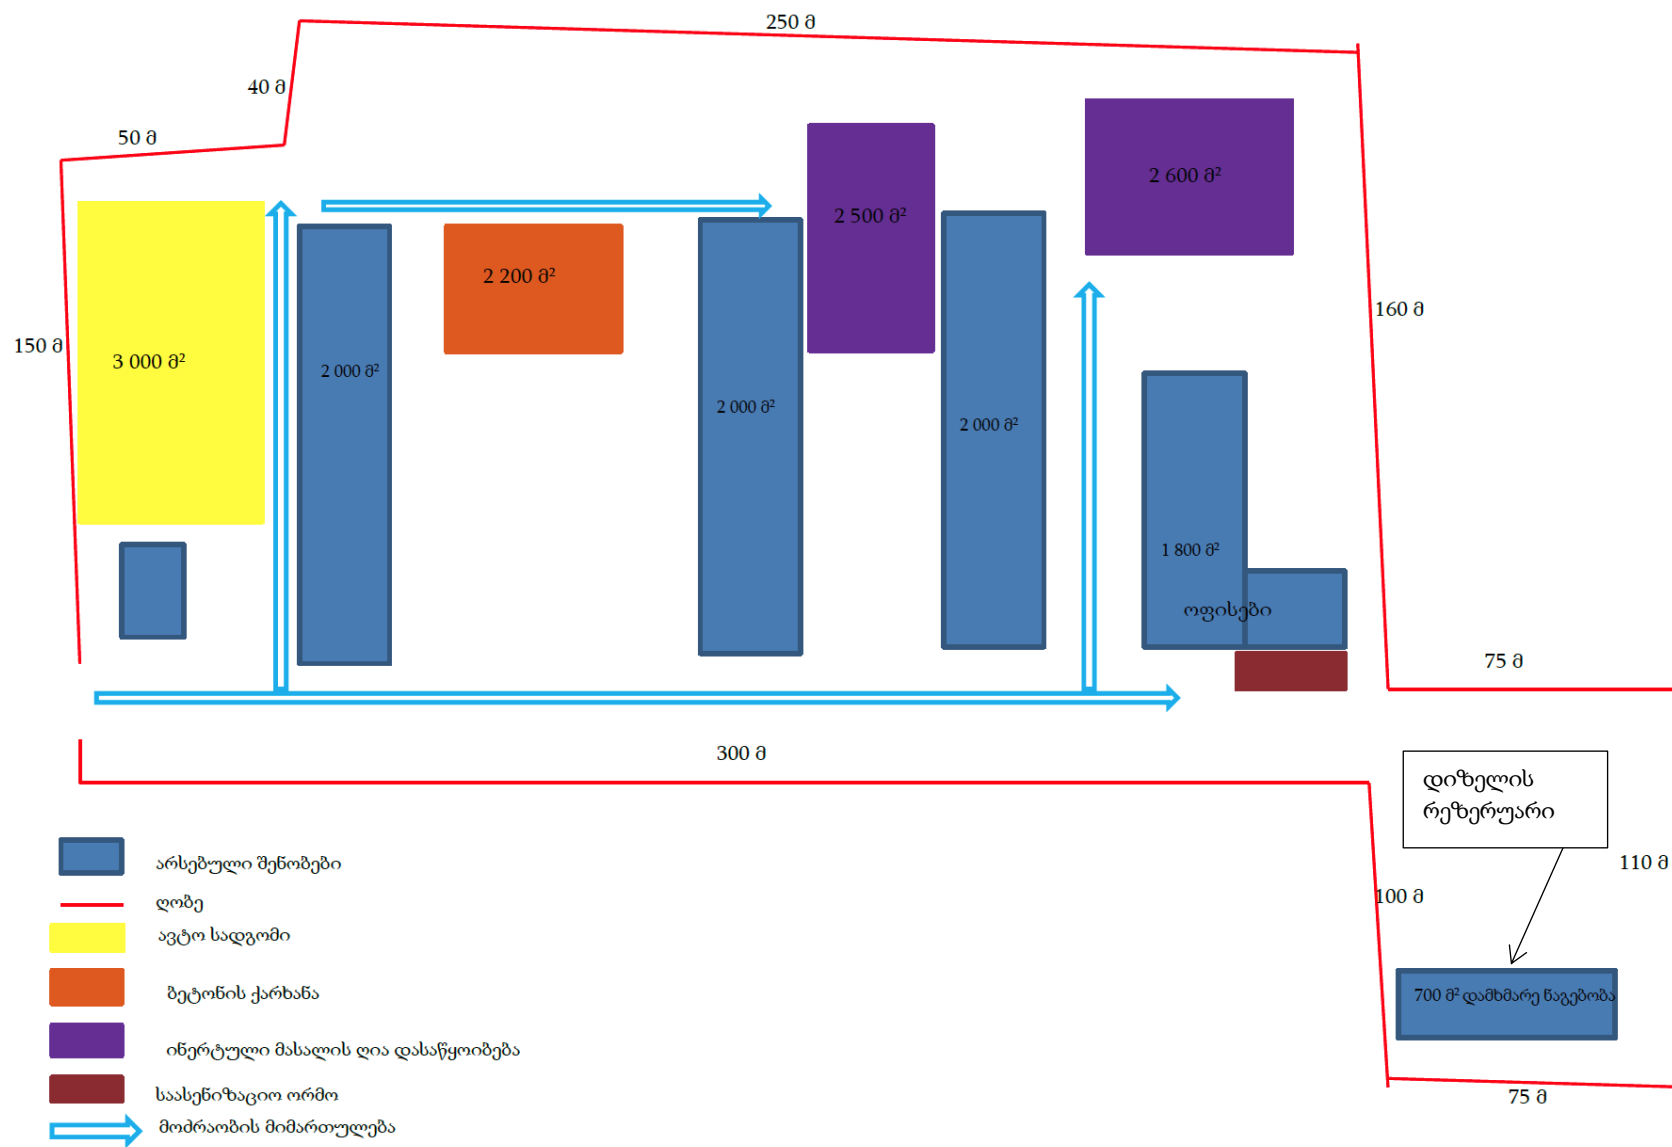 250 მ
40 მ
50 მ
2 600 მ²
2 500 მ²
2 200 მ²
160 მ
150 მ
3 000 მ²
2 000 მ²
2 000 მ²
2 000 მ²
1 800 მ²
ოფისები
75 მ
300 მ
დიზელის
რეზერუარი
110 მ
100 მ
700 მ² დამხმარე ნაგებობა
75 მ
არსებული შენობები
ღობე
ავტო სადგომი
ბეტონის ქარხანა
ინერტული მასალის ღია დასაწყოიბება
საასენიზაციო ორმო
მოძრაობის მიმართულება